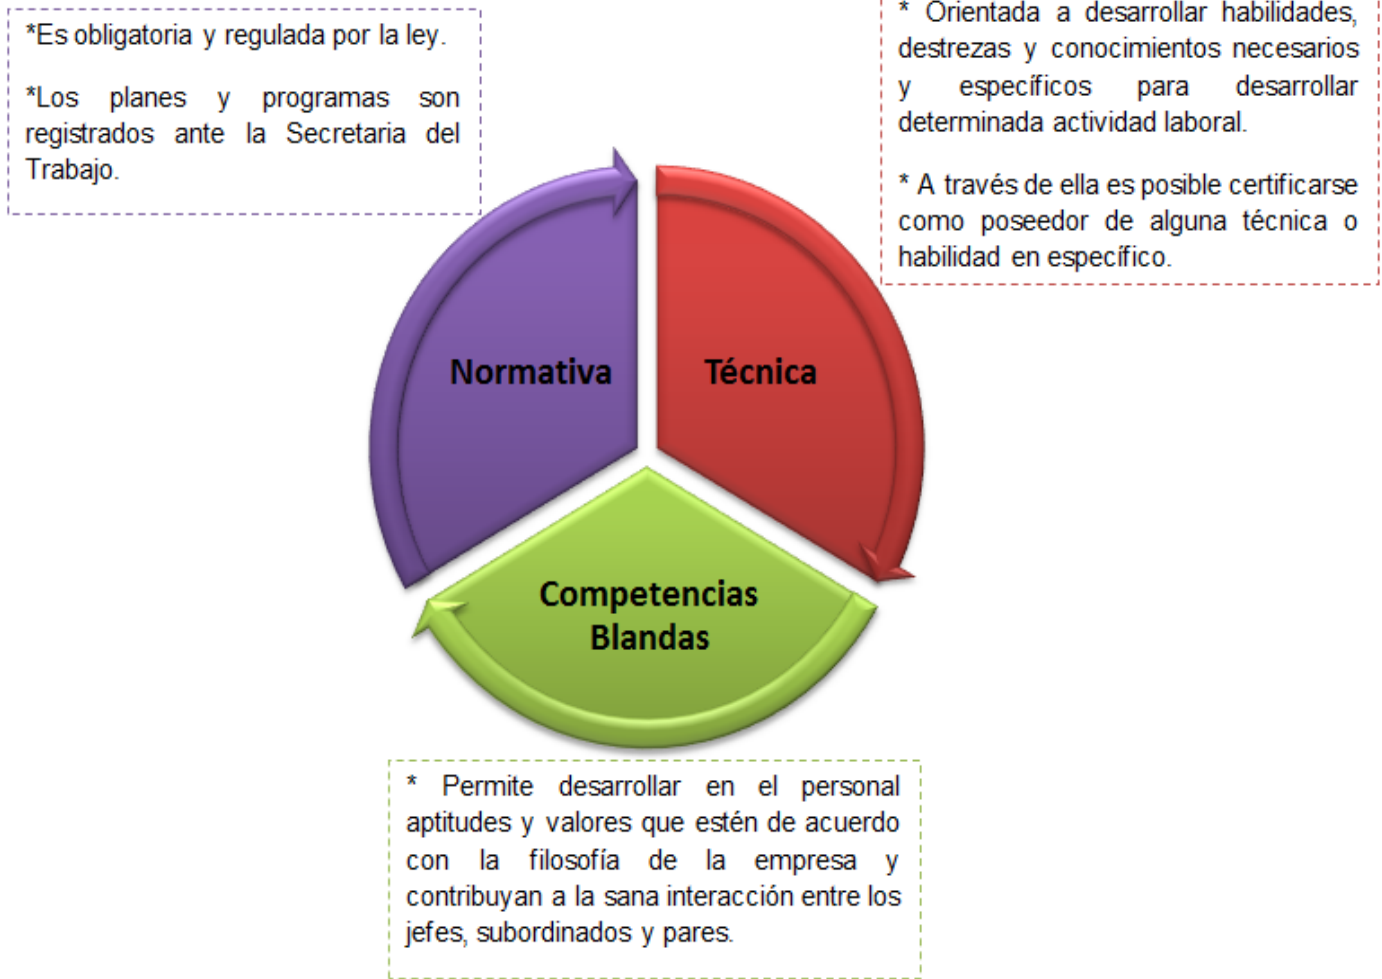 *Es obligatoria y regulada por la ley.
*Los planes y programas son
registrados ante la Secretaria del
Trabajo.
* Orientada a desarrollar habilidades,
destrezas y conocimientos necesarios
y específicos para desarrollar
determinada actividad laboral.
* A través de ella es posible certificarse
como poseedor de alguna técnica o
habilidad en específico.
Normativa
Técnica
Competencias
Blandas
* Permite desarrollar en el personal
aptitudes y valores que estén de acuerdo
con la filosofía de la empresa y
contribuyan a la sana interacción entre los
jefes, subordinados y pares.